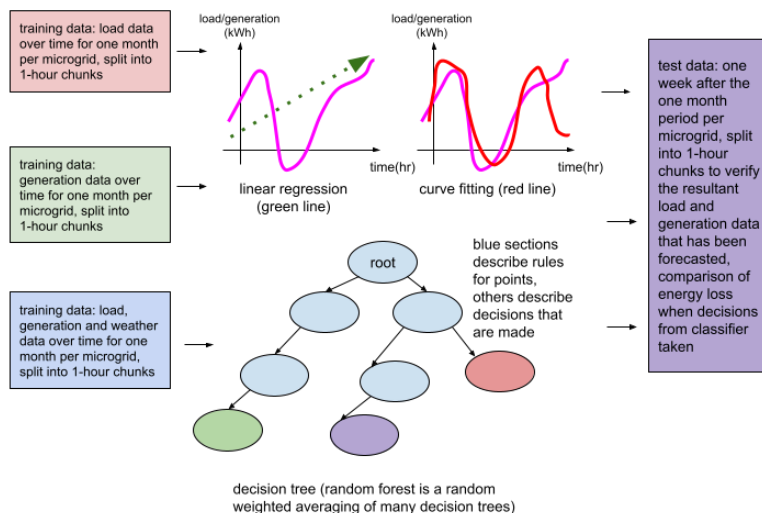 training data: load data
over time for one month
per microgrid, split into
1-hour chunks
training data:
generation data over
time for one month per
microgrid, split into
1-hour chunks
training data: load,
generation and weather
data over time for one
month per microgrid,
split into 1-hour chunks
load/generation
(kWh)
time(hr)
linear regression
(green line)
load/generation
(kWh)
time(hr)
curve fitting (red line)
root
blue sections
describe rules
for points,
others describe
decisions that
are made
decision tree (random forest is a random
weighted averaging of many decision trees)
test data: one
week after the
one month
period per
microgrid, split
into 1-hour
chunks to verify
the resultant
load and
generation data
that has been
forecasted,
comparison of
energy loss
when decisions
from classifier
taken